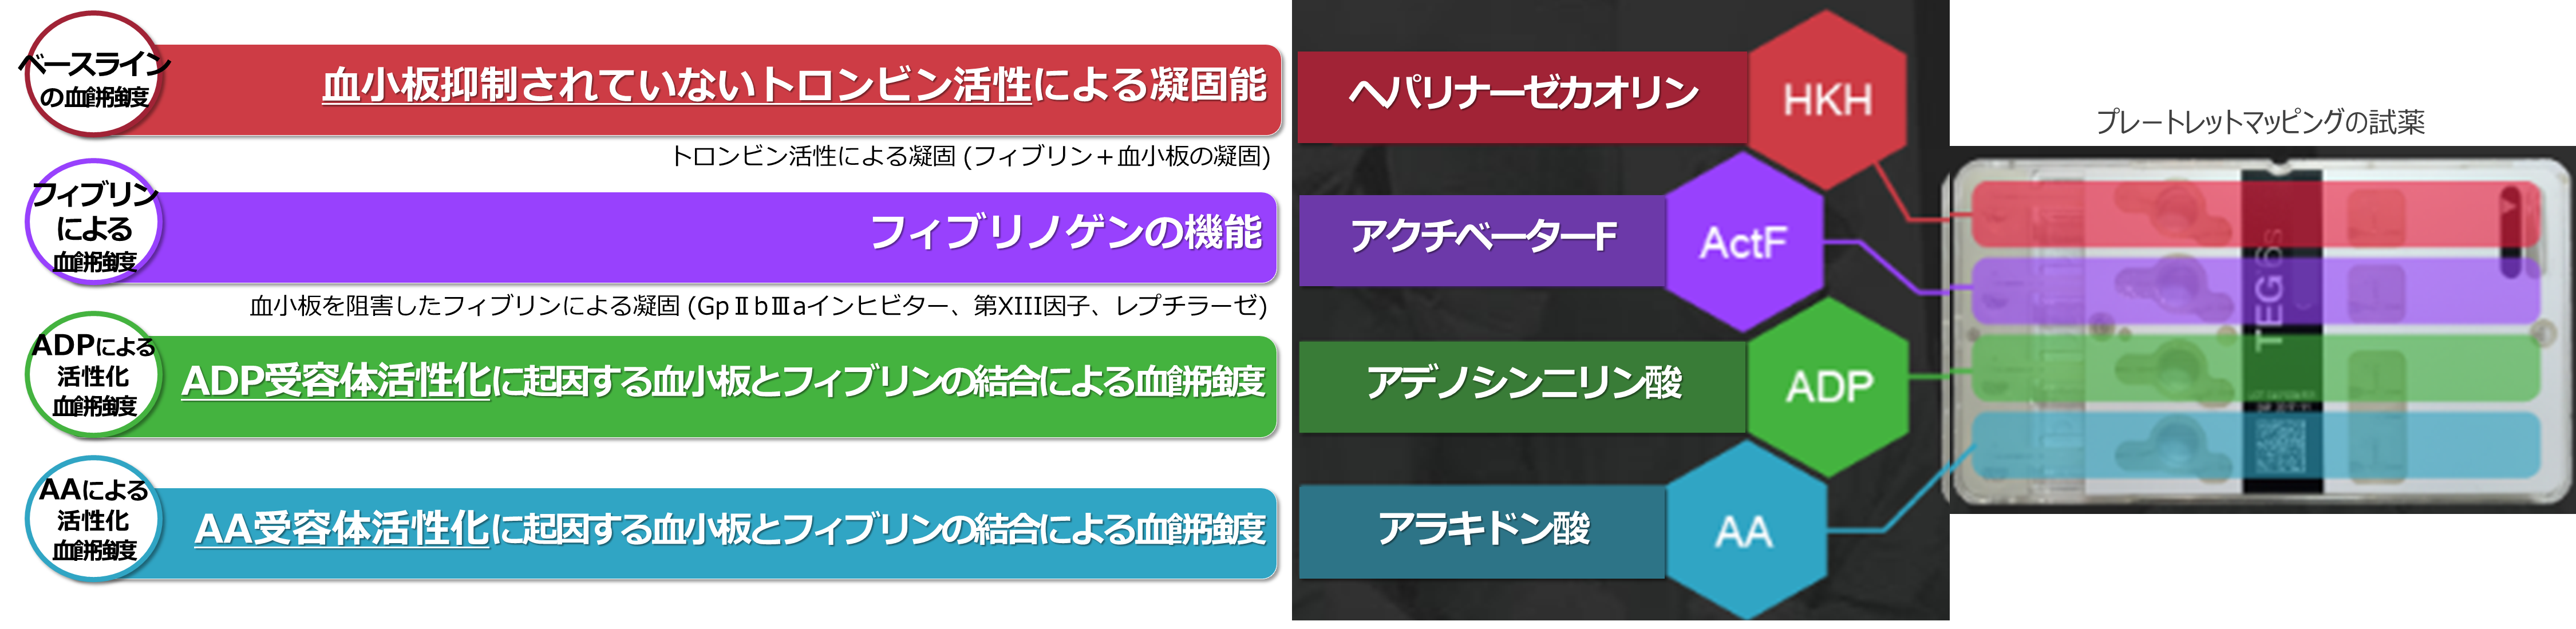 ベースライン
の血餅強度
血小板抑制されていないトロンビン活性による凝固能
ヘパリナーゼカオリン
HKH
トロンビン活性による凝固 (フィブリン＋血小板の凝固)
プレートレットマッピングの試薬
フィブリン
による
血餅強度
フィブリノゲンの機能
アクチベーターF
ActF
血小板を阻害したフィブリンによる凝固 (GpⅡbⅢaインヒビター、第XIII因子、レプチラーゼ)
ADPによる
活性化
血餅強度
ADP受容体活性化に起因する血小板とフィブリンの結合による血餅強度
アデノシンニリン酸
ADP
AAによる
活性化
血餅強度
AA受容体活性化に起因する血小板とフィブリンの結合による血餅強度
アラキドン酸
AA
TEG6s